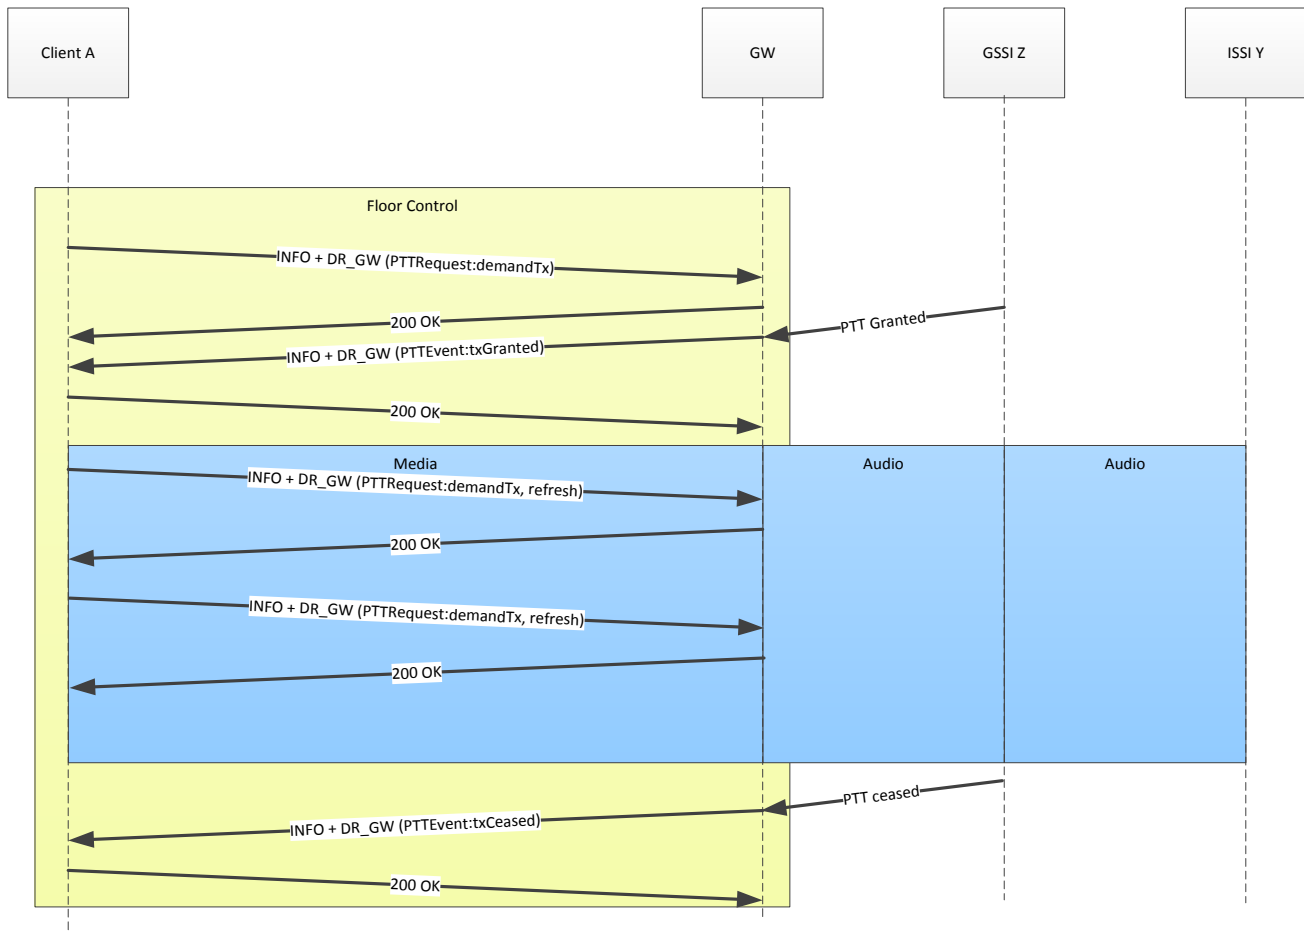 Client A
GW
GSSI Z
ISSI Y
Floor Control
INFO + DR_GW (PTTRequest:demandTx)
200 OK
PTT Granted
INFO + DR_GW (PTTEvent:txGranted)
200 OK
Media
Audio
Audio
INFO + DR_GW (PTTRequest:demandTx, refresh)
200 OK
INFO + DR_GW (PTTRequest:demandTx, refresh)
200 OK
PTT ceased
INFO + DR_GW (PTTEvent:txCeased)
200 OK